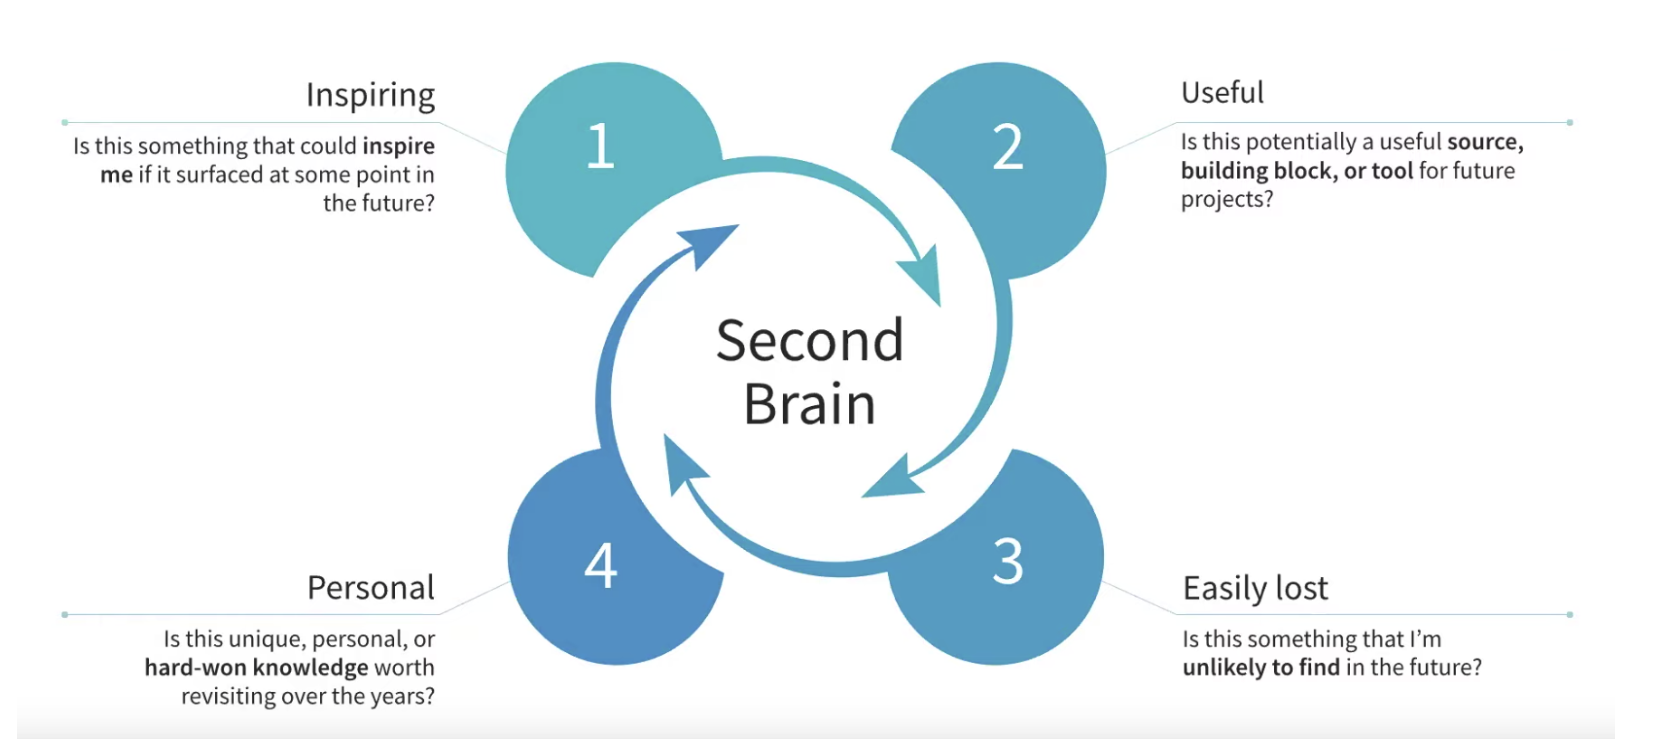 Inspiring
Is this something that could inspire
me if it surfaced at some point in
the future?
1
2
Useful
Is this potentially a useful source,
building block, or tool for future
projects?
Second
Brain
Personal
Is this unique, personal, or
hard-won knowledge worth
revisiting over the years?
4
3
Easily lost
Is this something that I’m
unlikely to find in the future?